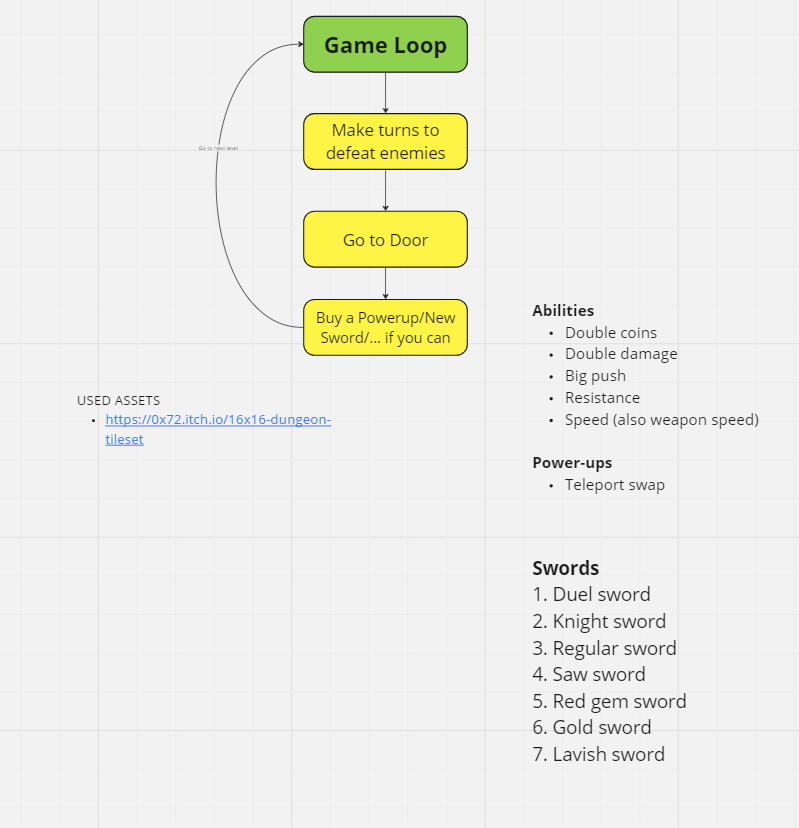 Game Loop
Make turns to
defeat enemies
Go to next level
Go to Door
Buy a Powerup/New
Sword/... if you can
USED ASSETS
• https://0x72.itch.io/16x16-dungeon-
tileset
Abilities
• Double coins
• Double damage
• Big push
• Resistance
• Speed (also weapon speed)
Power-ups
• Teleport swap
Swords
1. Duel sword
2. Knight sword
3. Regular sword
4. Saw sword
5. Red gem sword
6. Gold sword
7. Lavish sword